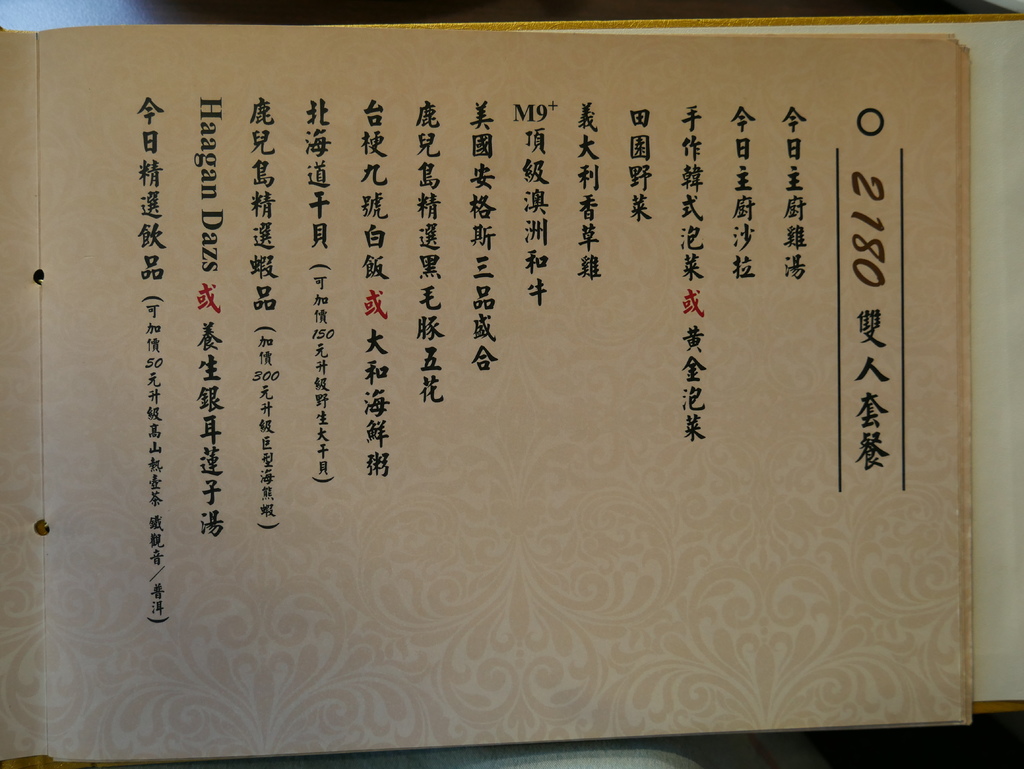 ○ 2180 雙人套餐
今日主廚雞湯
今日主廚沙拉
手作韓式泡菜或黃金泡菜
田園野菜
義大利香草雞
M9+頂級澳洲和牛
美國安格斯三品盛合
鹿兒島精選黑毛豚五花
台梗九號白飯或大和海鮮粥
北海道干貝(可加價150元升級野生大干貝)
鹿兒島精選蝦品(加價300元升級巨型海熊蝦)
Haagan Dazs或養生銀耳蓮子湯
今日精選飲品(可加價50元升級高山熱壺茶 鐵觀音/普洱)